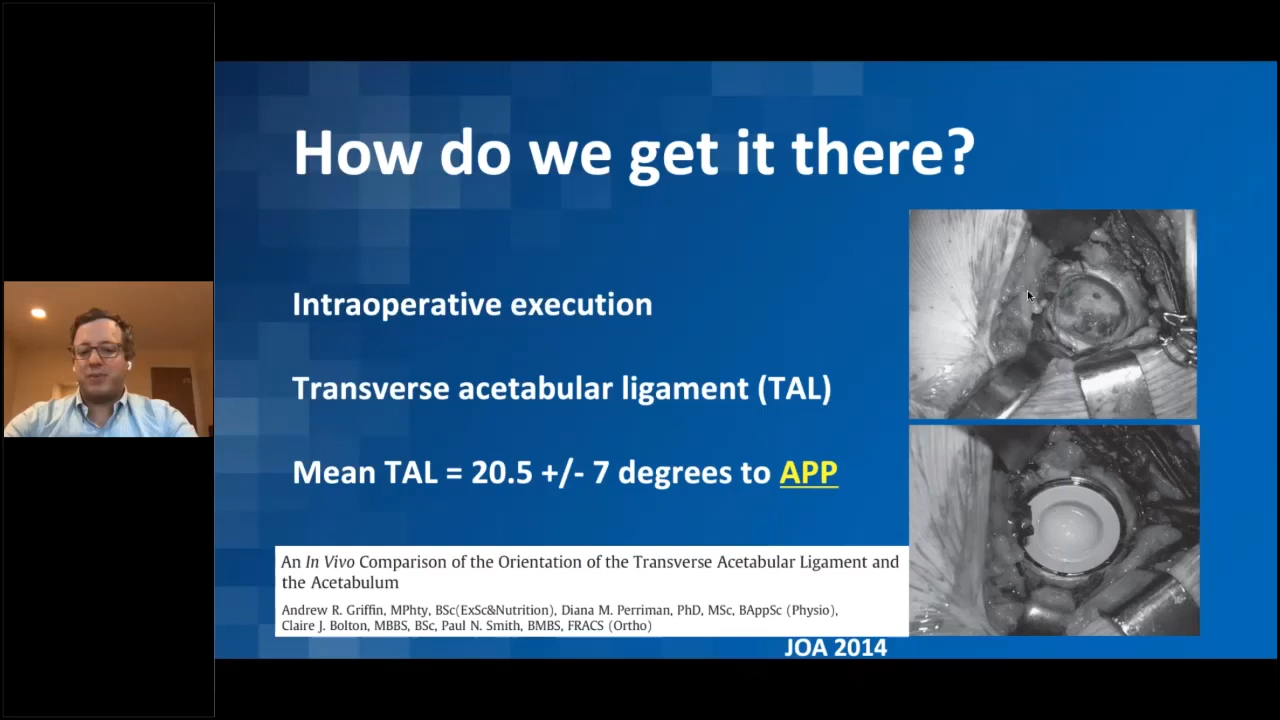 How do we get it there?
Intraoperative execution
Transverse acetabular ligament (TAL)
Mean TAL = 20.5 +/- 7 degrees to APP
An In Vivo Comparison of the Orientation of the Transverse Acetabular Ligament and
the Acetabulum
Andrew R. Griffin, MPhty, BSc(ExSc&Nutrition), Diana M. Perriman, PhD, MSc, BAppSc (Physio),
Claire J. Bolton, MBBS, BSc, Paul N. Smith, BMBS, FRACS (Ortho)
JOA 2014